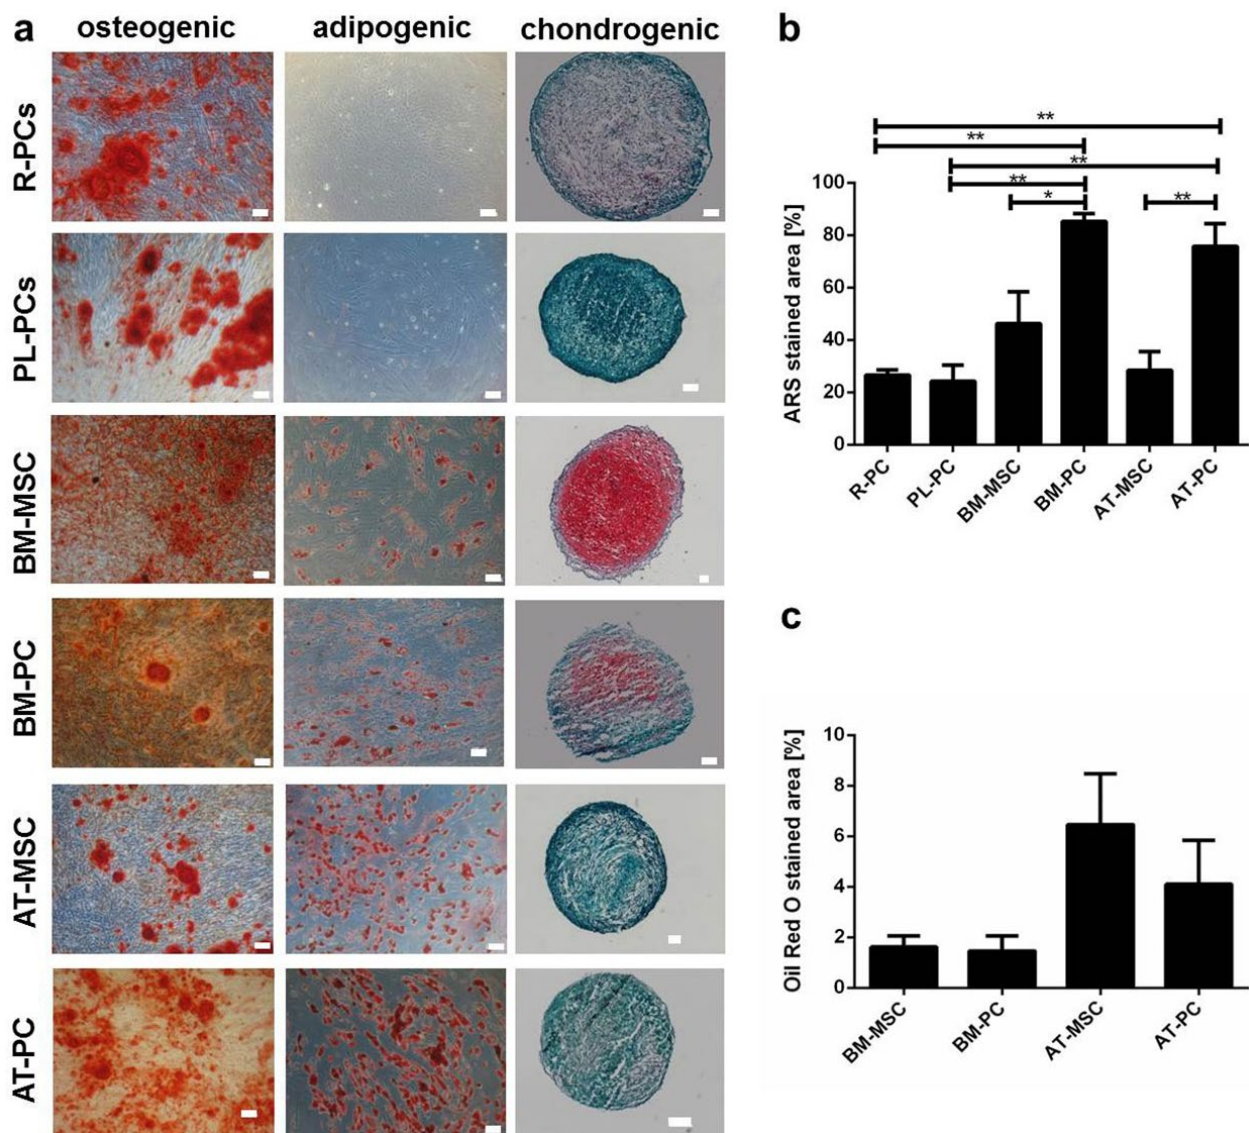 a
osteogenic
adipogenic
chondrogenic
R-PCs
PL-PCs
BM-MSC
BM-PC
AT-MSC
AT-PC
b
**
**
**
**
*
**
ARS stained area [%]
100
80
60
40
20
0
R-PC
PL-PC
BM-MSC
BM-PC
AT-MSC
AT-PC
c
Oil Red O stained area [%]
10
8
6
4
2
0
BM-MSC
BM-PC
AT-MSC
AT-PC